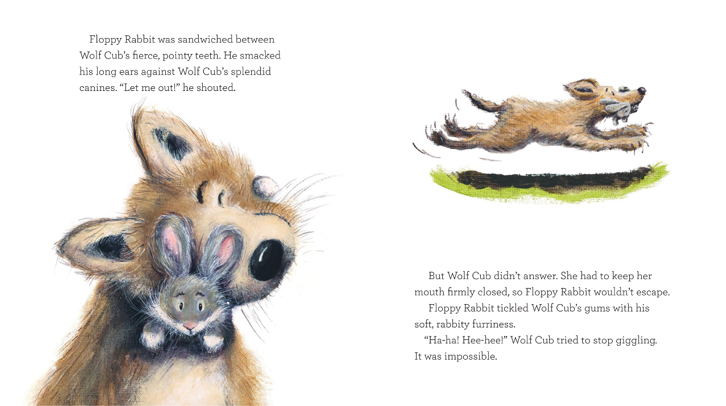 Floppy Rabbit was sandwiched between
Wolf Cub's fierce, pointy teeth. He smacked
his long ears against Wolf Cub's splendid
canines. “Let me out!” he shouted.
But Wolf Cub didn't answer. She had to keep her
mouth firmly closed, so Floppy Rabbit wouldn't escape.
Floppy Rabbit tickled Wolf Cub's gums with his
soft, rabbity furriness.
“Ha-ha! Hee-hee!” Wolf Cub tried to stop giggling.
It was impossible.